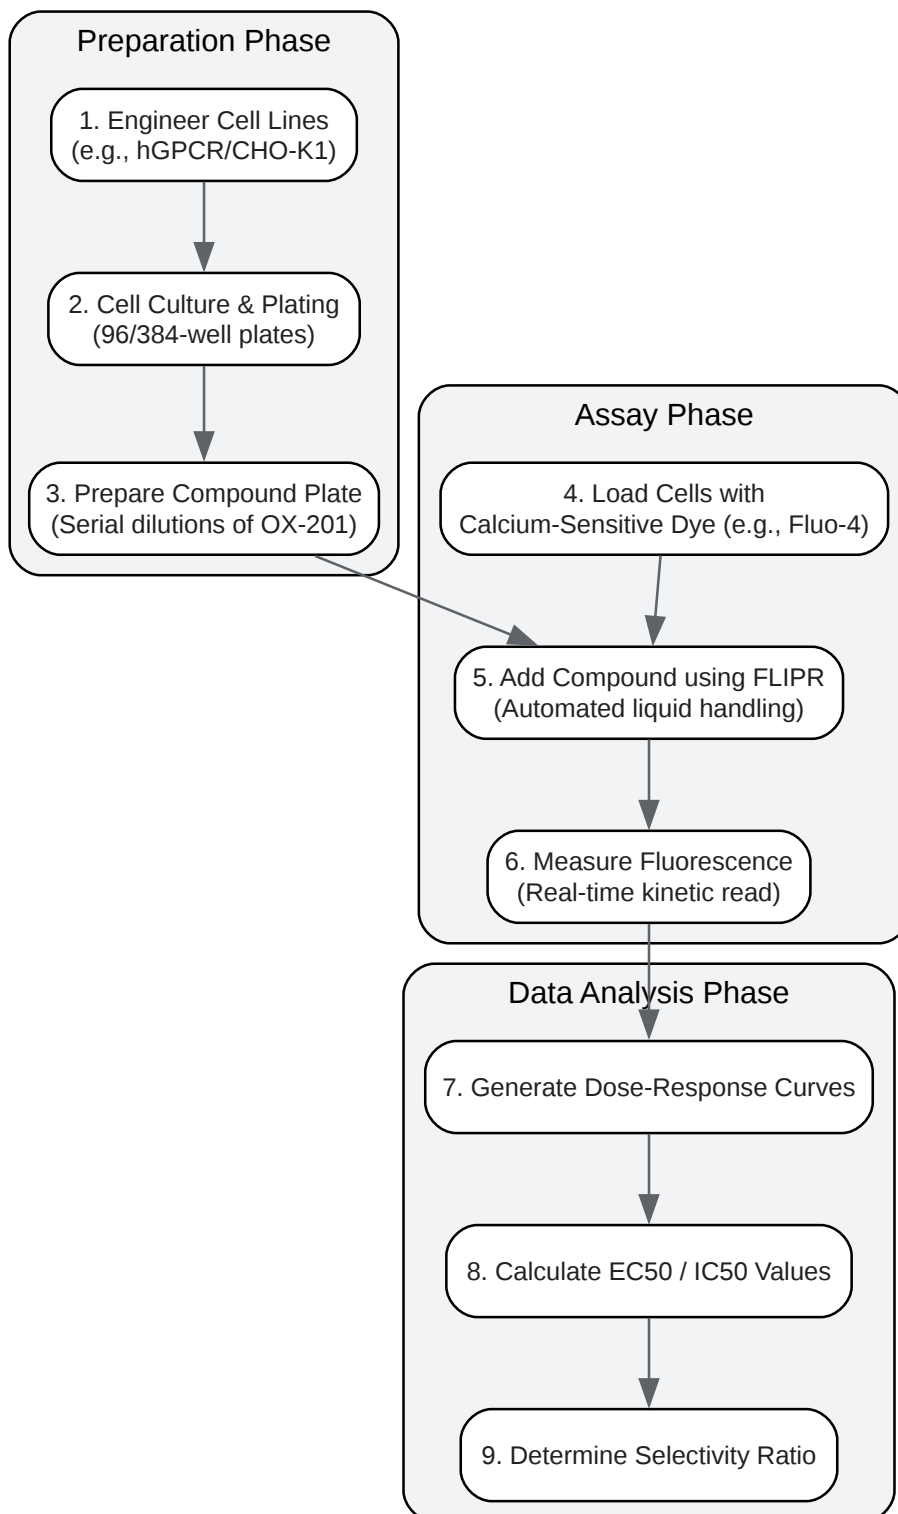 Preparation Phase
1. Engineer Cell Lines
(e.g., hGPCR/CHO-K1)
2. Cell Culture & Plating
(96/384-well plates)
3. Prepare Compound Plate
(Serial dilutions of OX-201)
Assay Phase
4. Load Cells with
Calcium-Sensitive Dye (e.g., Fluo-4)
5. Add Compound using FLIPR
(Automated liquid handling)
6. Measure Fluorescence
(Real-time kinetic read)
Data Analysis Phase
7. Generate Dose-Response Curves
8. Calculate EC50 / IC50 Values
9. Determine Selectivity Ratio